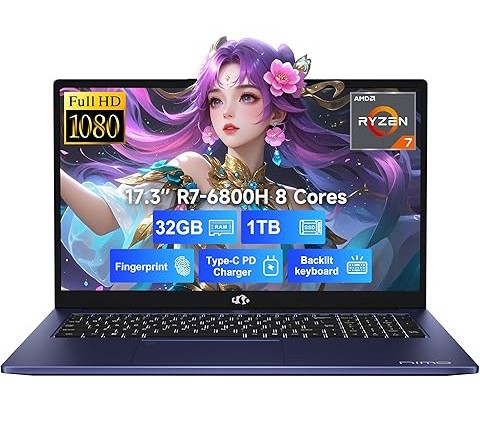 Full HD
1080
AMD
RYZEN
7
17.3" R7-6800H 8 Cores
32GB RAM
1TB SSD
Fingerprint
Type-C PD
Charger
Backlit
keyboard
nimo